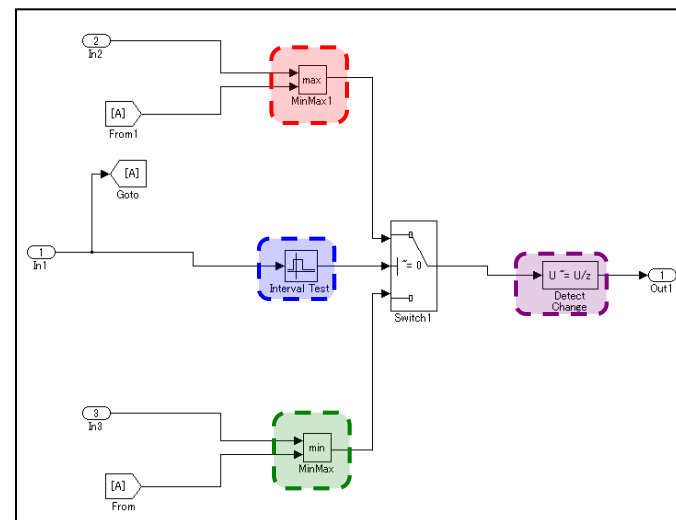 2
In2
[A]
From1
max
MinMax1
[A]
Goto
1
In1
Interval Test
~= 0
Switch1
U ~= U/z
Detect
Change
1
Out1
3
In3
[A]
From
min
MinMax